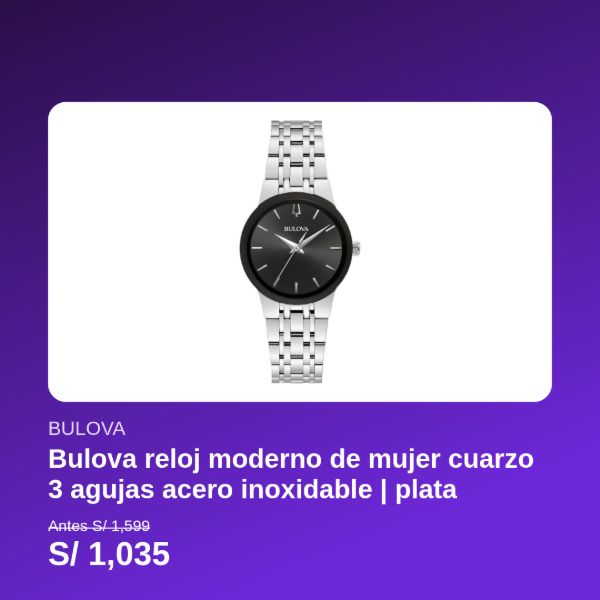 BULOVA
BULOVA
Bulova reloj moderno de mujer cuarzo
3 agujas acero inoxidable | plata
Antes S/ 1,599
S/ 1,035